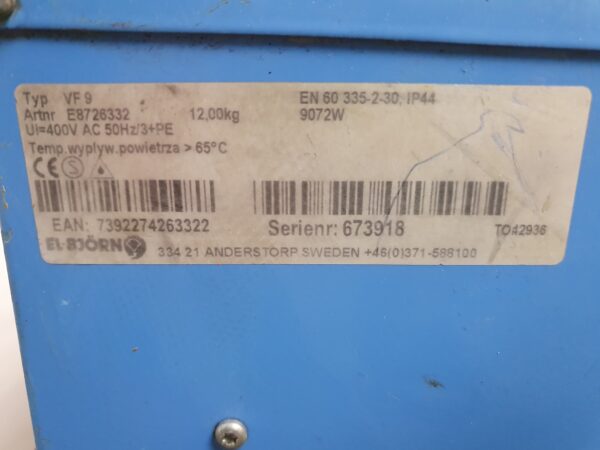 Typ VF 9 EN 60 335-2-30, IP44
Artnr E8726332 12,00kg 9072W
UI=400V AC 50Hz/3+PE
Temp.wyplyw.powietrza > 65°C
CE S
EAN: 7392274263322 Serienr: 673918 TO42936
EL-BJÖRN 334 21 ANDERSTORP SWEDEN +46(0)371-588100